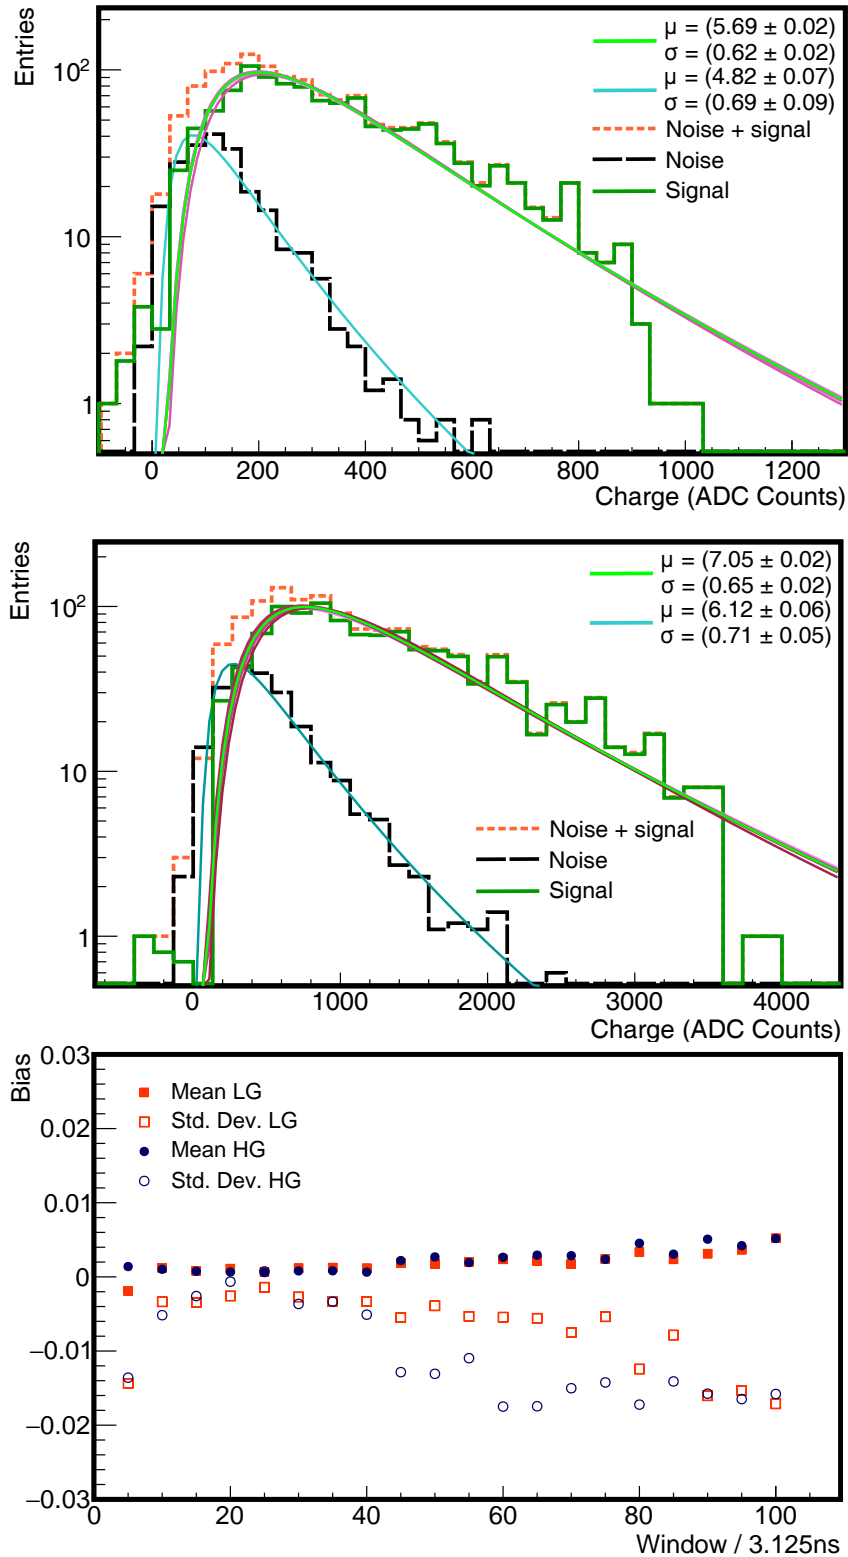 Entries
μ = (5.69 ± 0.02)
σ = (0.62 ± 0.02)
μ = (4.82 ± 0.07)
σ = (0.69 ± 0.09)
Noise + signal
Noise
Signal
10²
10
1
0 200 400 600 800 1000 1200
Charge (ADC Counts)
Entries
μ = (7.05 ± 0.02)
σ = (0.65 ± 0.02)
μ = (6.12 ± 0.06)
σ = (0.71 ± 0.05)
10²
10
Noise + signal
Noise
Signal
1
0 1000 2000 3000 4000
Charge (ADC Counts)
Bias
0.03
Mean LG
Std. Dev. LG
Mean HG
Std. Dev. HG
0.02
0.01
0
−0.01
−0.02
−0.03
0 20 40 60 80 100
Window / 3.125ns